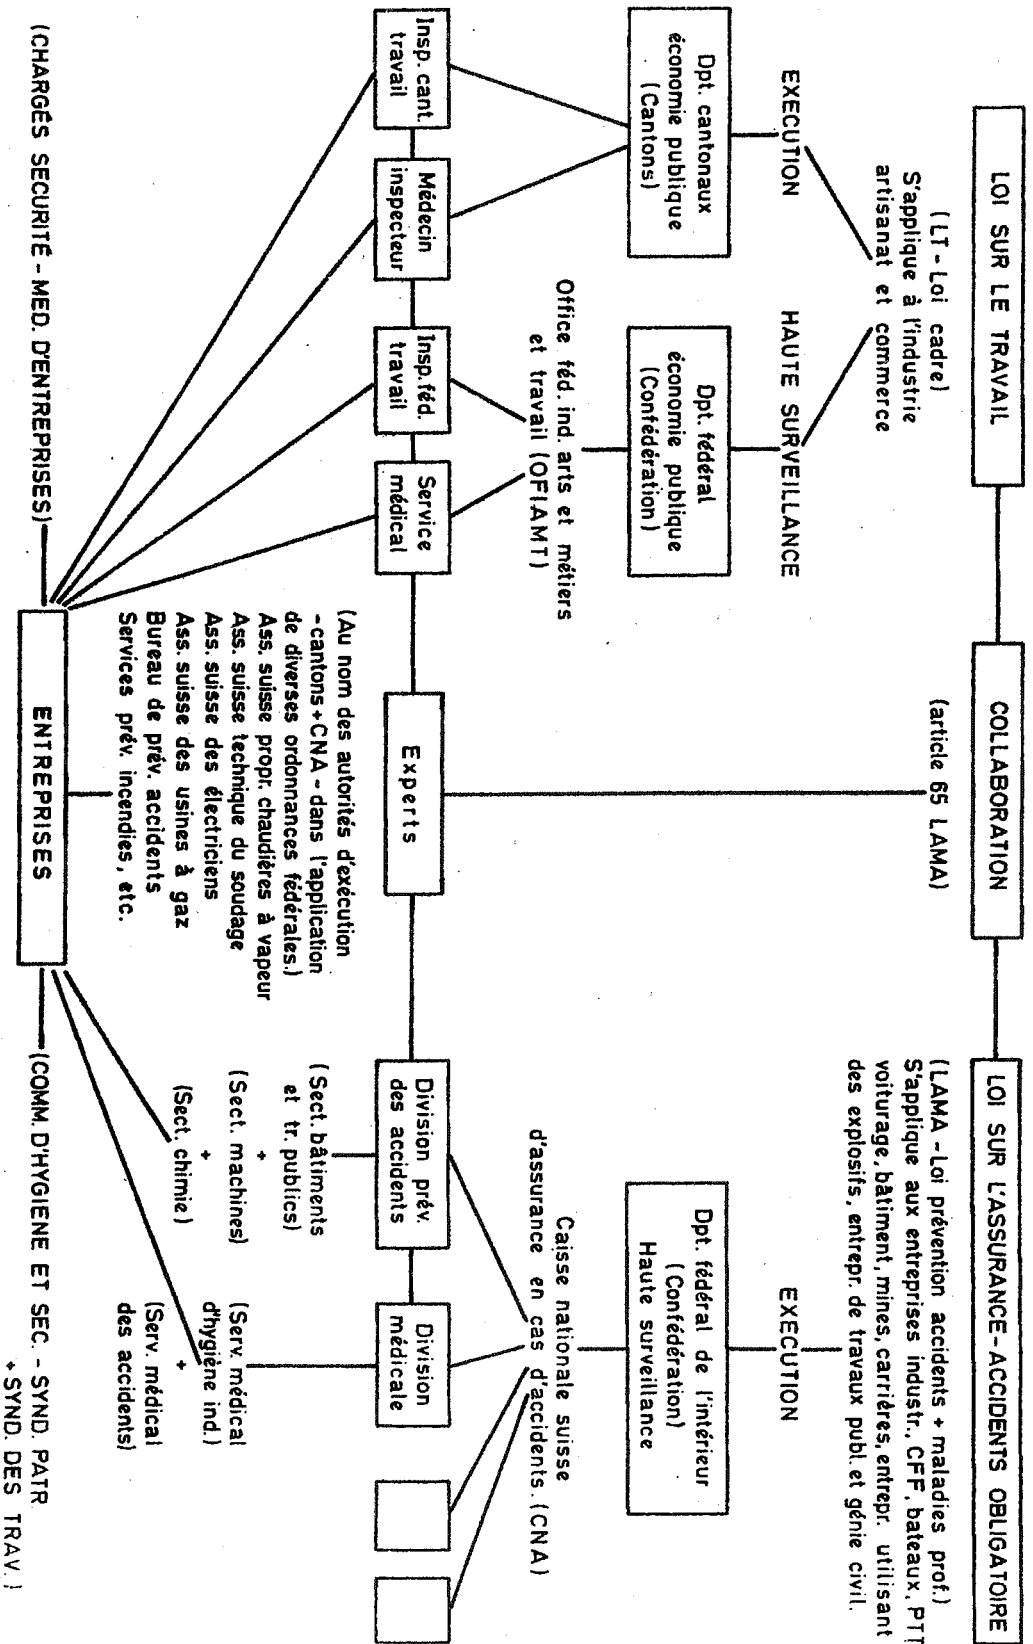 LOI SUR LE TRAVAIL
COLLABORATION
LOI SUR L'ASSURANCE-ACCIDENTS OBLIGATOIRE
(LT - Loi cadre)
S'applique à l'industrie
artisanat et commerce
(article 65 LAMA)
(LAMA - Loi prévention accidents + maladies prof.)
S'applique aux entreprises industr., CFF, bateaux, PTT
voiturage, bâtiment, mines, carrières, entrepr. utilisant
des explosifs, entrepr. de travaux publ. et génie civil.
EXECUTION
HAUTE SURVEILLANCE
EXECUTION
Dpt. cantonaux
économie publique
(Cantons)
Dpt. fédéral
économie publique
(Confédération)
Dpt. fédéral de l'intérieur
(Confédération)
Haute surveillance
Office féd. ind. arts et métiers
et travail (OFIAMT)
Caisse nationale suisse
d'assurance en cas d'accidents. (CNA)
Insp. cant.
travail
Médecin
inspecteur
Insp. féd.
travail
Service
médical
Experts
Division prév.
des accidents
Division
médicale
(Au nom des autorités d'exécution
-cantons+CNA- dans l'application
de diverses ordonnances fédérales.)
Ass. suisse propr. chaudières à vapeur
Ass. suisse technique du soudage
Ass. suisse des électriciens
Ass. suisse des usines à gaz
Bureau de prév. accidents
Services prév. incendies, etc.
(Sect. bâtiments
et tr. publics)
+
(Sect. machines)
+
(Sect. chimie)
(Serv. médical
d'hygiène ind.)
+
(Serv. médical
des accidents)
(CHARGÉS SECURITÉ - MED. D'ENTREPRISES)
ENTREPRISES
(COMM. D'HYGIENE ET SEC. - SYND. PATR
+ SYND. DES TRAV.)